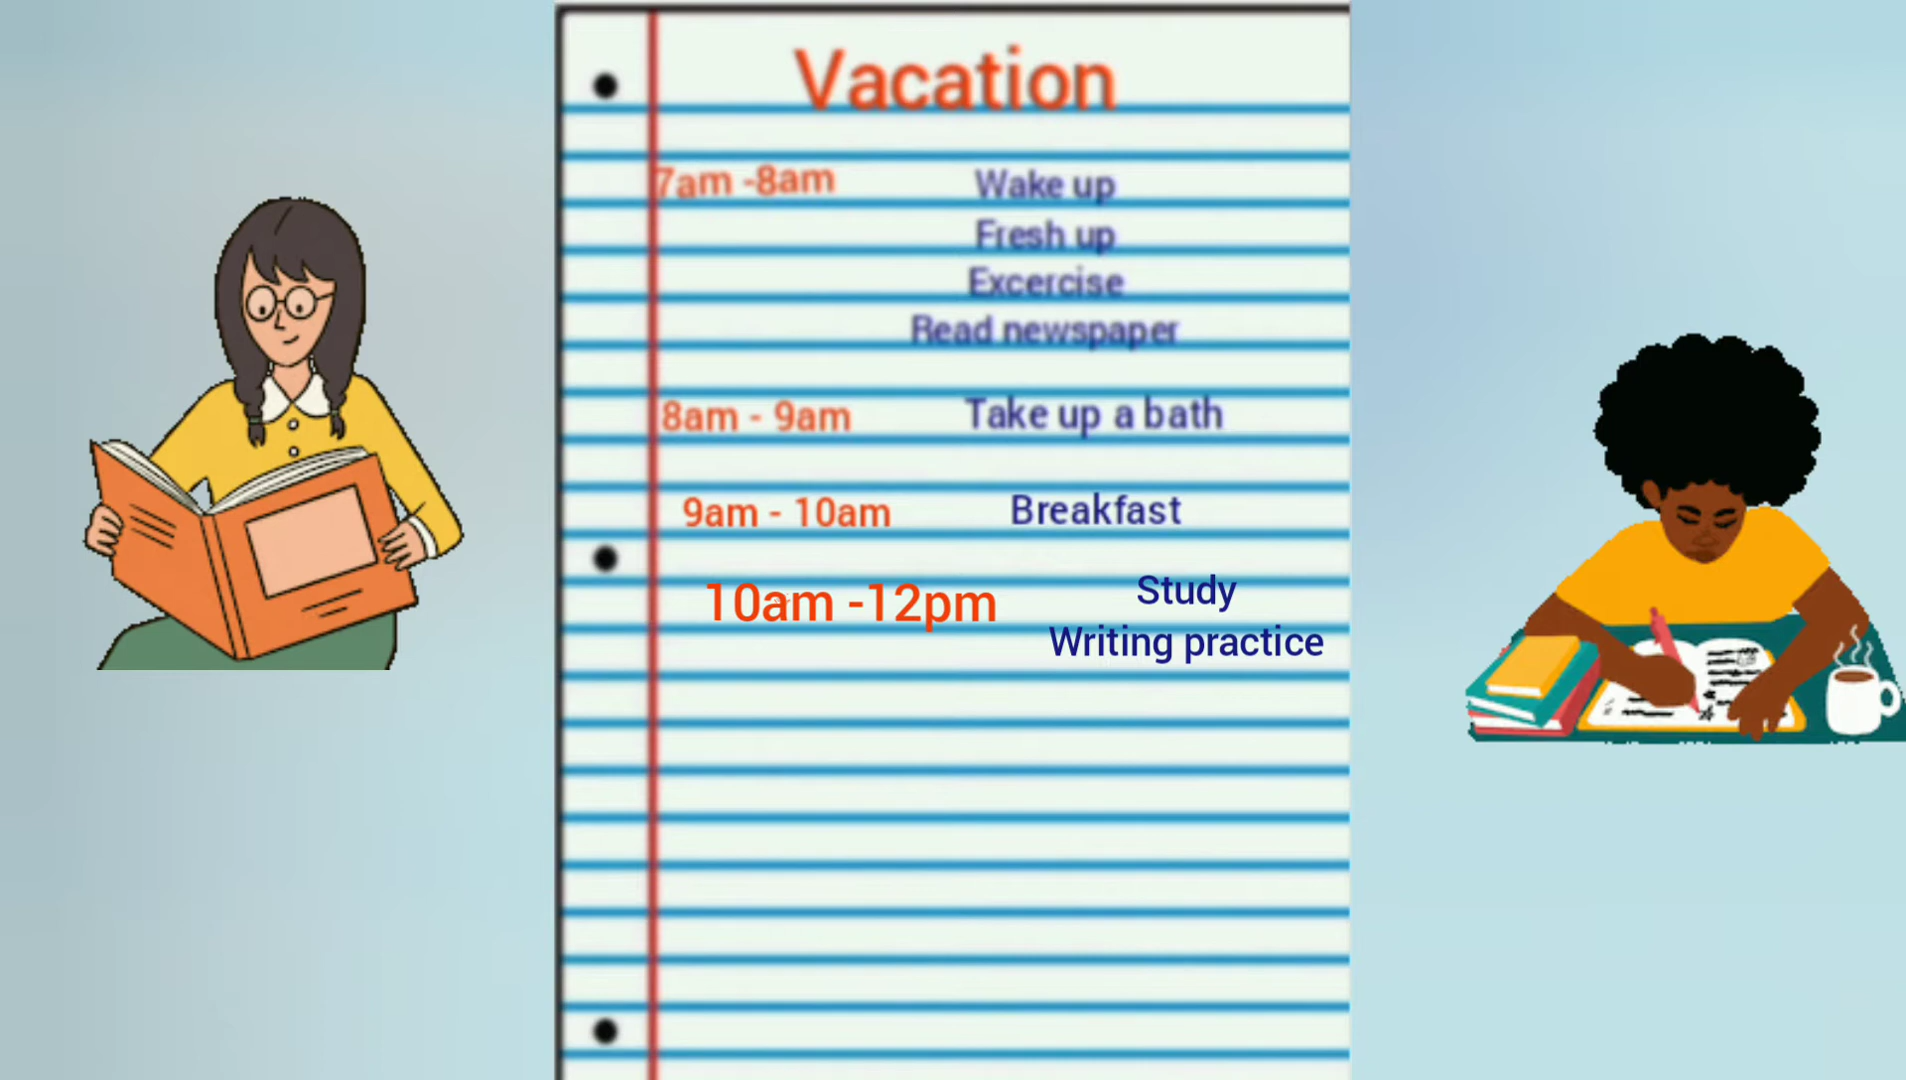 Vacation
7am -8am Wake up
Fresh up
Excercise
Read newspaper
8am - 9am Take up a bath
9am - 10am Breakfast
10am -12pm Study
Writing practice